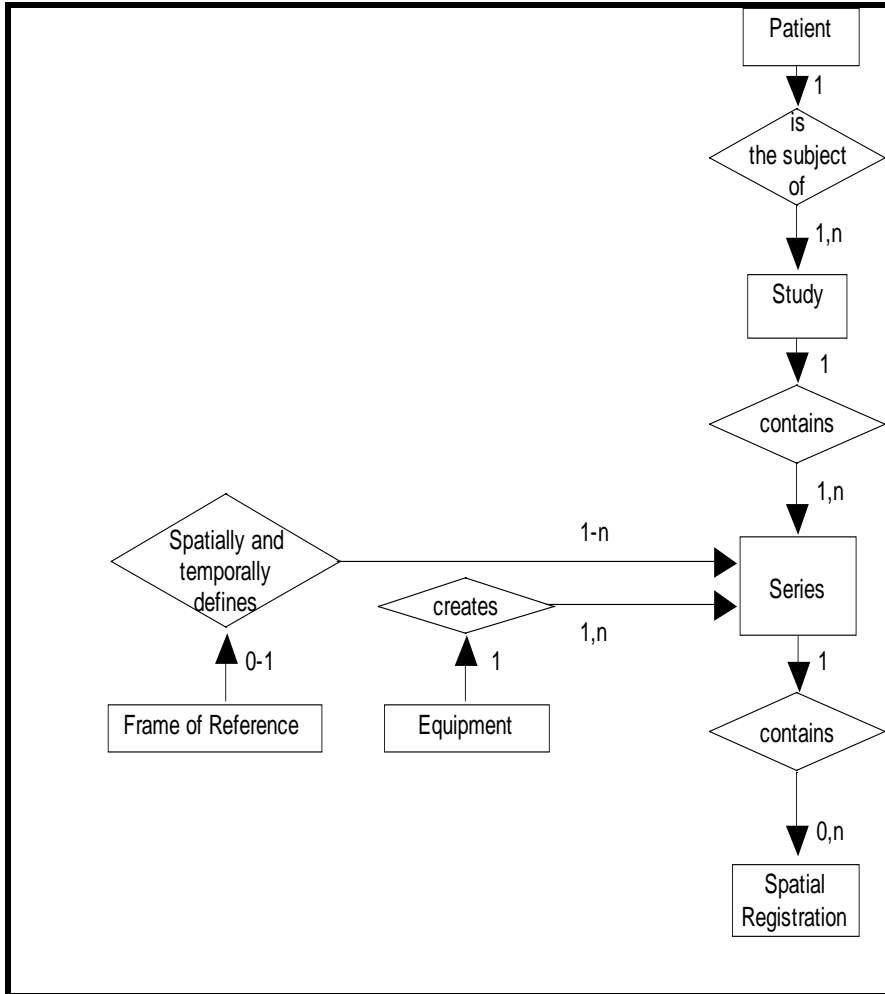 Patient
1
is
the subject
of
1,n
Study
1
contains
1,n
Spatially and
temporally
defines
1-n
Series
creates
1,n
0-1
1
1
Frame of Reference
Equipment
contains
0,n
Spatial
Registration